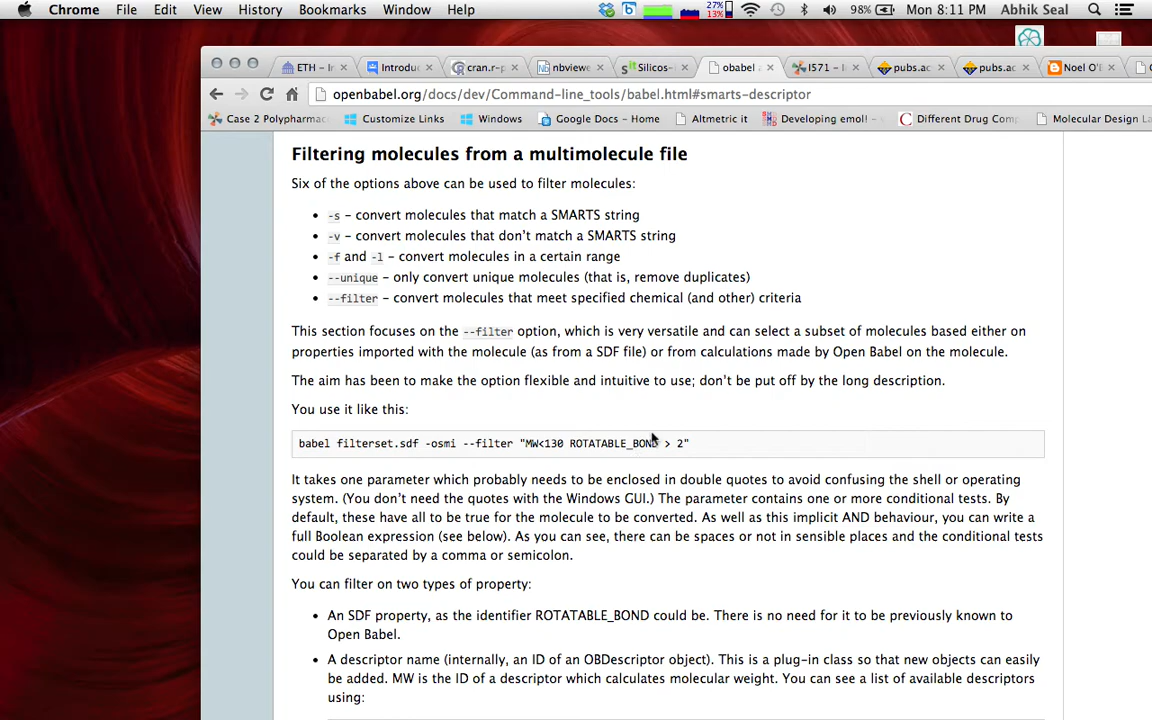 Chrome File Edit View History Bookmarks Window Help 27% 13% 98% Mon 8:11 PM Abhik Seal
ETH – Ir Introduc cran.r-p nbviewe Silicos- obabel a I571 – I pubs.ac pubs.ac Noel O'B
openbabel.org/docs/dev/Command-line_tools/babel.html#smarts-descriptor
Case 2 Polypharmac Customize Links Windows Google Docs - Home Altmetric it Developing emol! – Different Drug Comp Molecular Design La
Filtering molecules from a multimolecule file
Six of the options above can be used to filter molecules:
• -s – convert molecules that match a SMARTS string
• -v – convert molecules that don’t match a SMARTS string
• -f and -l – convert molecules in a certain range
• --unique – only convert unique molecules (that is, remove duplicates)
• --filter – convert molecules that meet specified chemical (and other) criteria
This section focuses on the --filter option, which is very versatile and can select a subset of molecules based either on
properties imported with the molecule (as from a SDF file) or from calculations made by Open Babel on the molecule.
The aim has been to make the option flexible and intuitive to use; don’t be put off by the long description.
You use it like this:
babel filterset.sdf -osmi --filter "MW<130 ROTATABLE_BOND > 2"
It takes one parameter which probably needs to be enclosed in double quotes to avoid confusing the shell or operating
system. (You don’t need the quotes with the Windows GUI.) The parameter contains one or more conditional tests. By
default, these have all to be true for the molecule to be converted. As well as this implicit AND behaviour, you can write a
full Boolean expression (see below). As you can see, there can be spaces or not in sensible places and the conditional tests
could be separated by a comma or semicolon.
You can filter on two types of property:
• An SDF property, as the identifier ROTATABLE_BOND could be. There is no need for it to be previously known to
Open Babel.
• A descriptor name (internally, an ID of an OBDescriptor object). This is a plug-in class so that new objects can easily
be added. MW is the ID of a descriptor which calculates molecular weight. You can see a list of available descriptors
using: